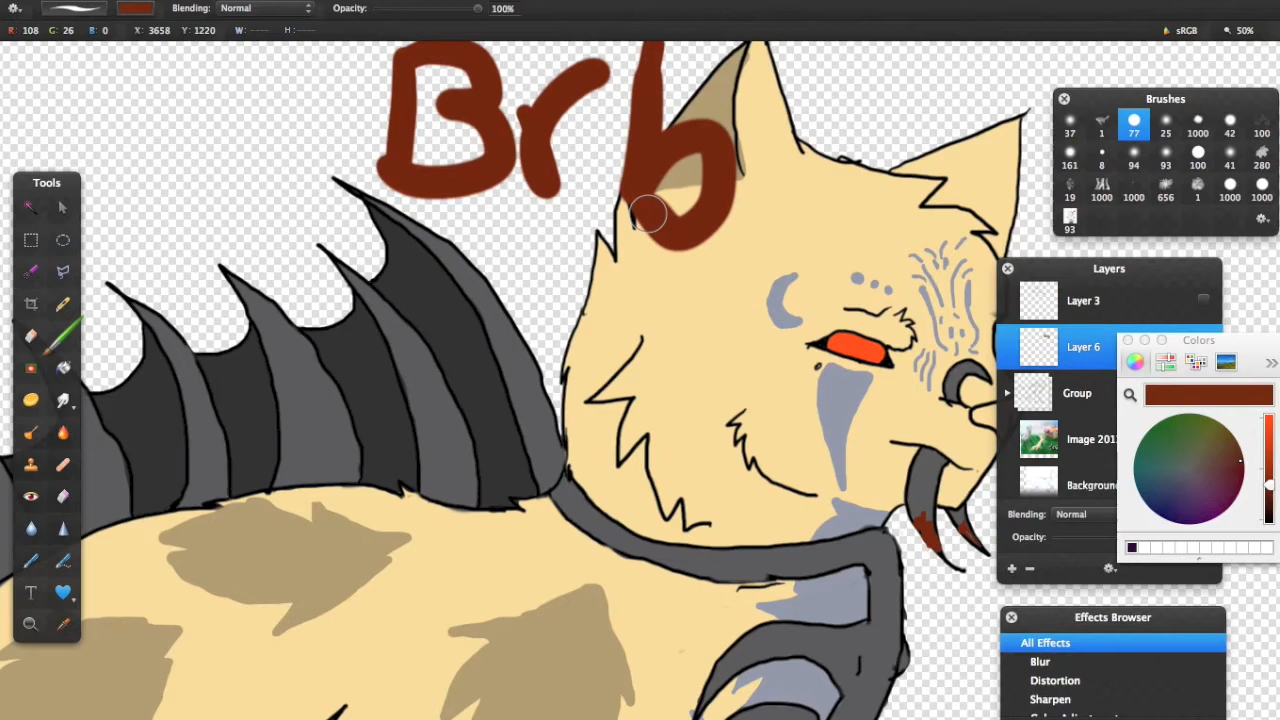 Blending: Normal Opacity: 100%
R: 108 G: 26 B: 0 X: 3658 Y: 1220 W: ---- H: ---- sRGB 50%
Brb
Brushes
37 1 77 25 1000 42 100
161 8 94 93 100 41 280
19 1000 1000 656 1 1000 1000
93
Tools
T
Layers
Layer 3
Layer 6
Group
Image 201
Background
Blending: Normal
Opacity:
Colors
Effects Browser
All Effects
Blur
Distortion
Sharpen